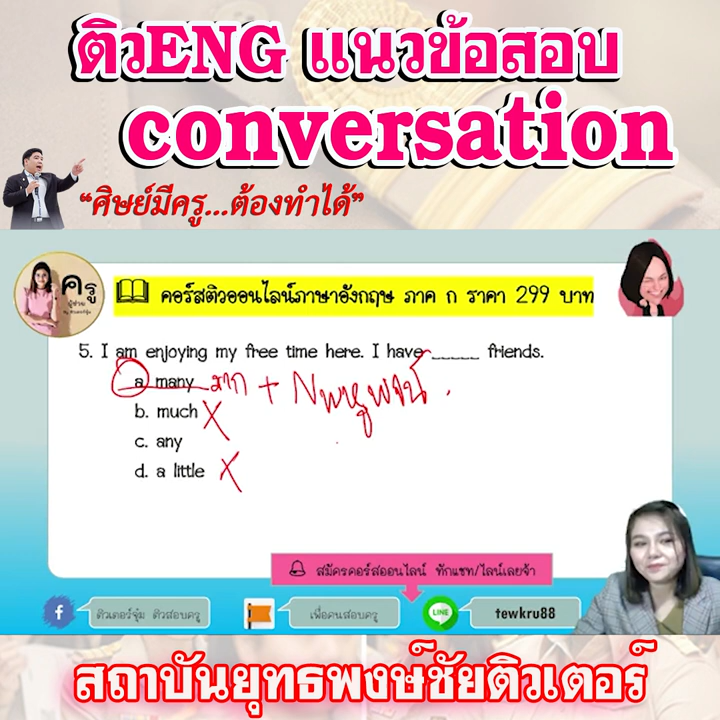 ติวENG แนวข้อสอบ
conversation
“ศิษย์มีครู...ต้องทำได้”
ครู
ผู้ช่วย
คอร์สติวออนไลน์ภาษาอังกฤษ ภาค ก ราคา 299 บาท
5. I am enjoying my free time here. I have _____ friends.
a. many มาก + Nพหูพจน์.
b. much X
c. any
d. a little X
สมัครคอร์สออนไลน์ ทักแชท/ไลน์เลยจ้า
ติวเตอร์จุ๋ม ติวสอบครู
เพื่อคนสอบครู
LINE
tewkru88
สถาบันยุทธพงษ์ชัยติวเตอร์